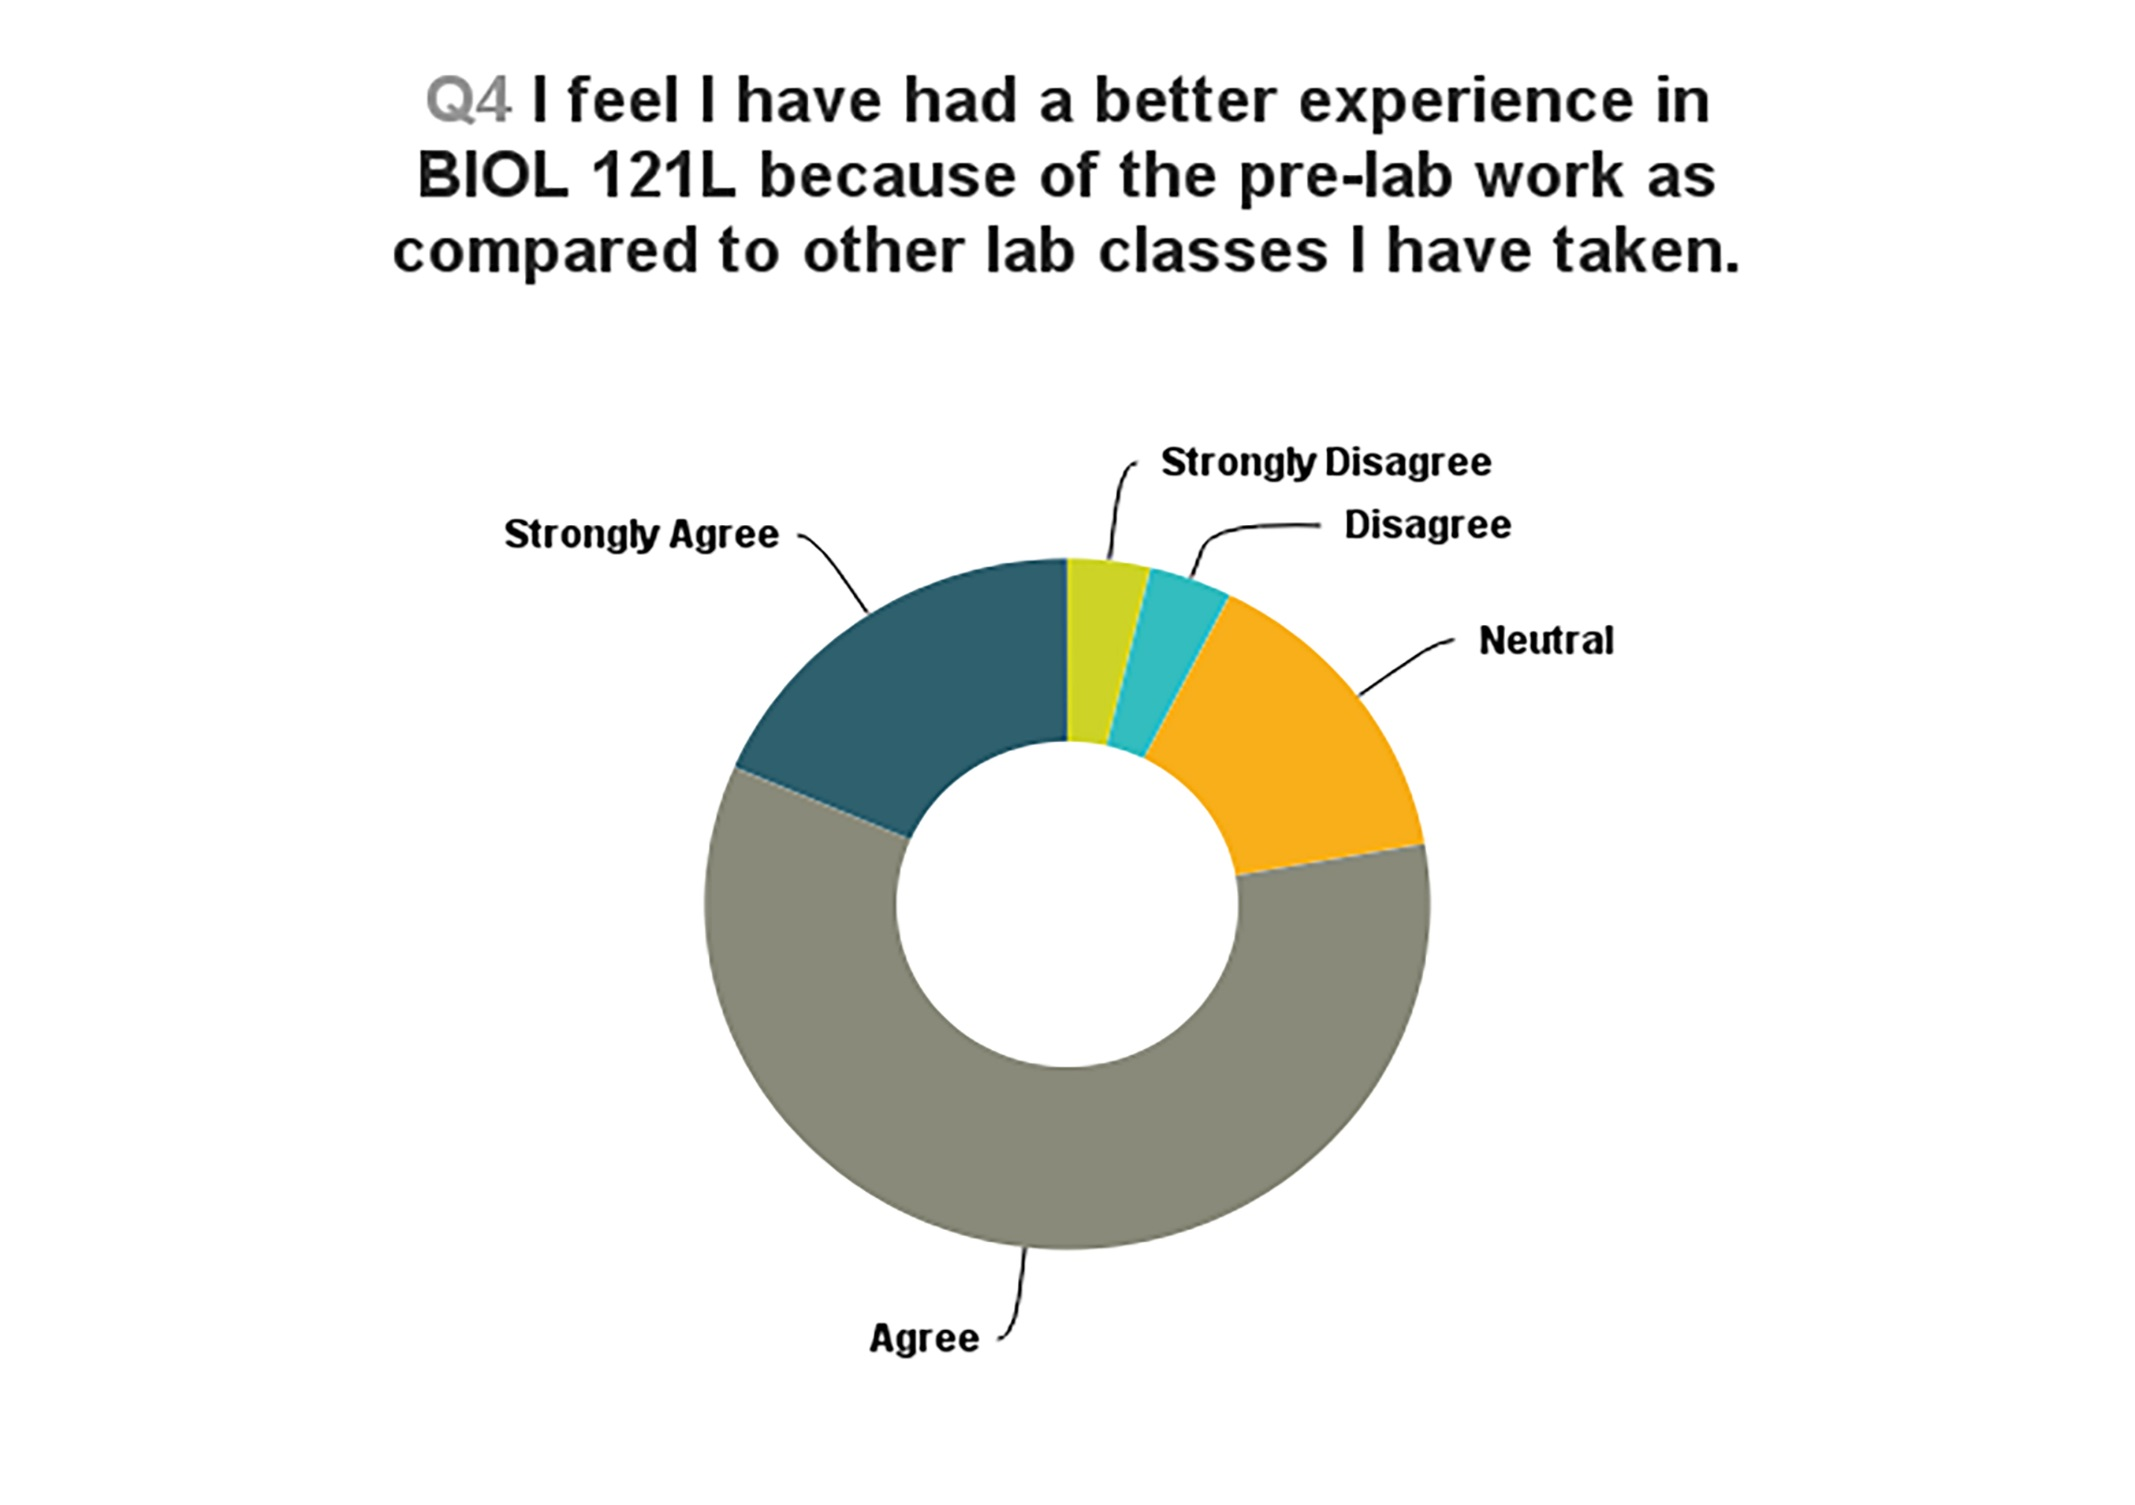 Q4 I feel I have had a better experience in
BIOL 121L because of the pre-lab work as
compared to other lab classes I have taken.
Strongly Disagree
Disagree
Strongly Agree
Neutral
Agree